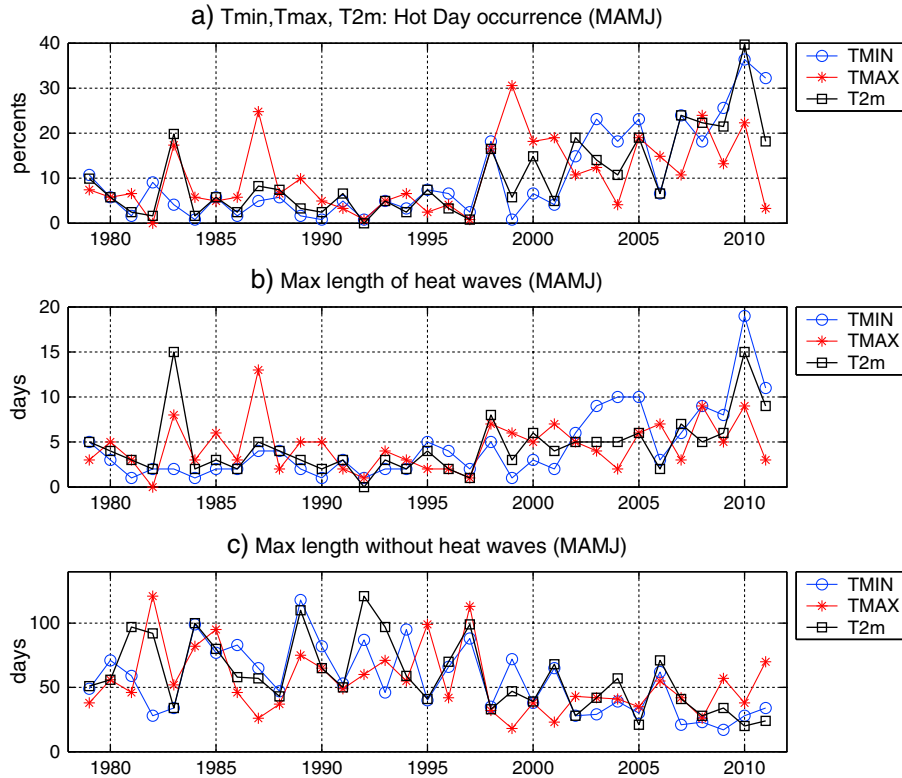 a) Tmin,Tmax, T2m: Hot Day occurrence (MAMJ)
percents
40
30
20
10
0
1980 1985 1990 1995 2000 2005 2010
TMIN
TMAX
T2m
b) Max length of heat waves (MAMJ)
days
20
15
10
5
0
1980 1985 1990 1995 2000 2005 2010
TMIN
TMAX
T2m
c) Max length without heat waves (MAMJ)
days
100
50
0
1980 1985 1990 1995 2000 2005 2010
TMIN
TMAX
T2m